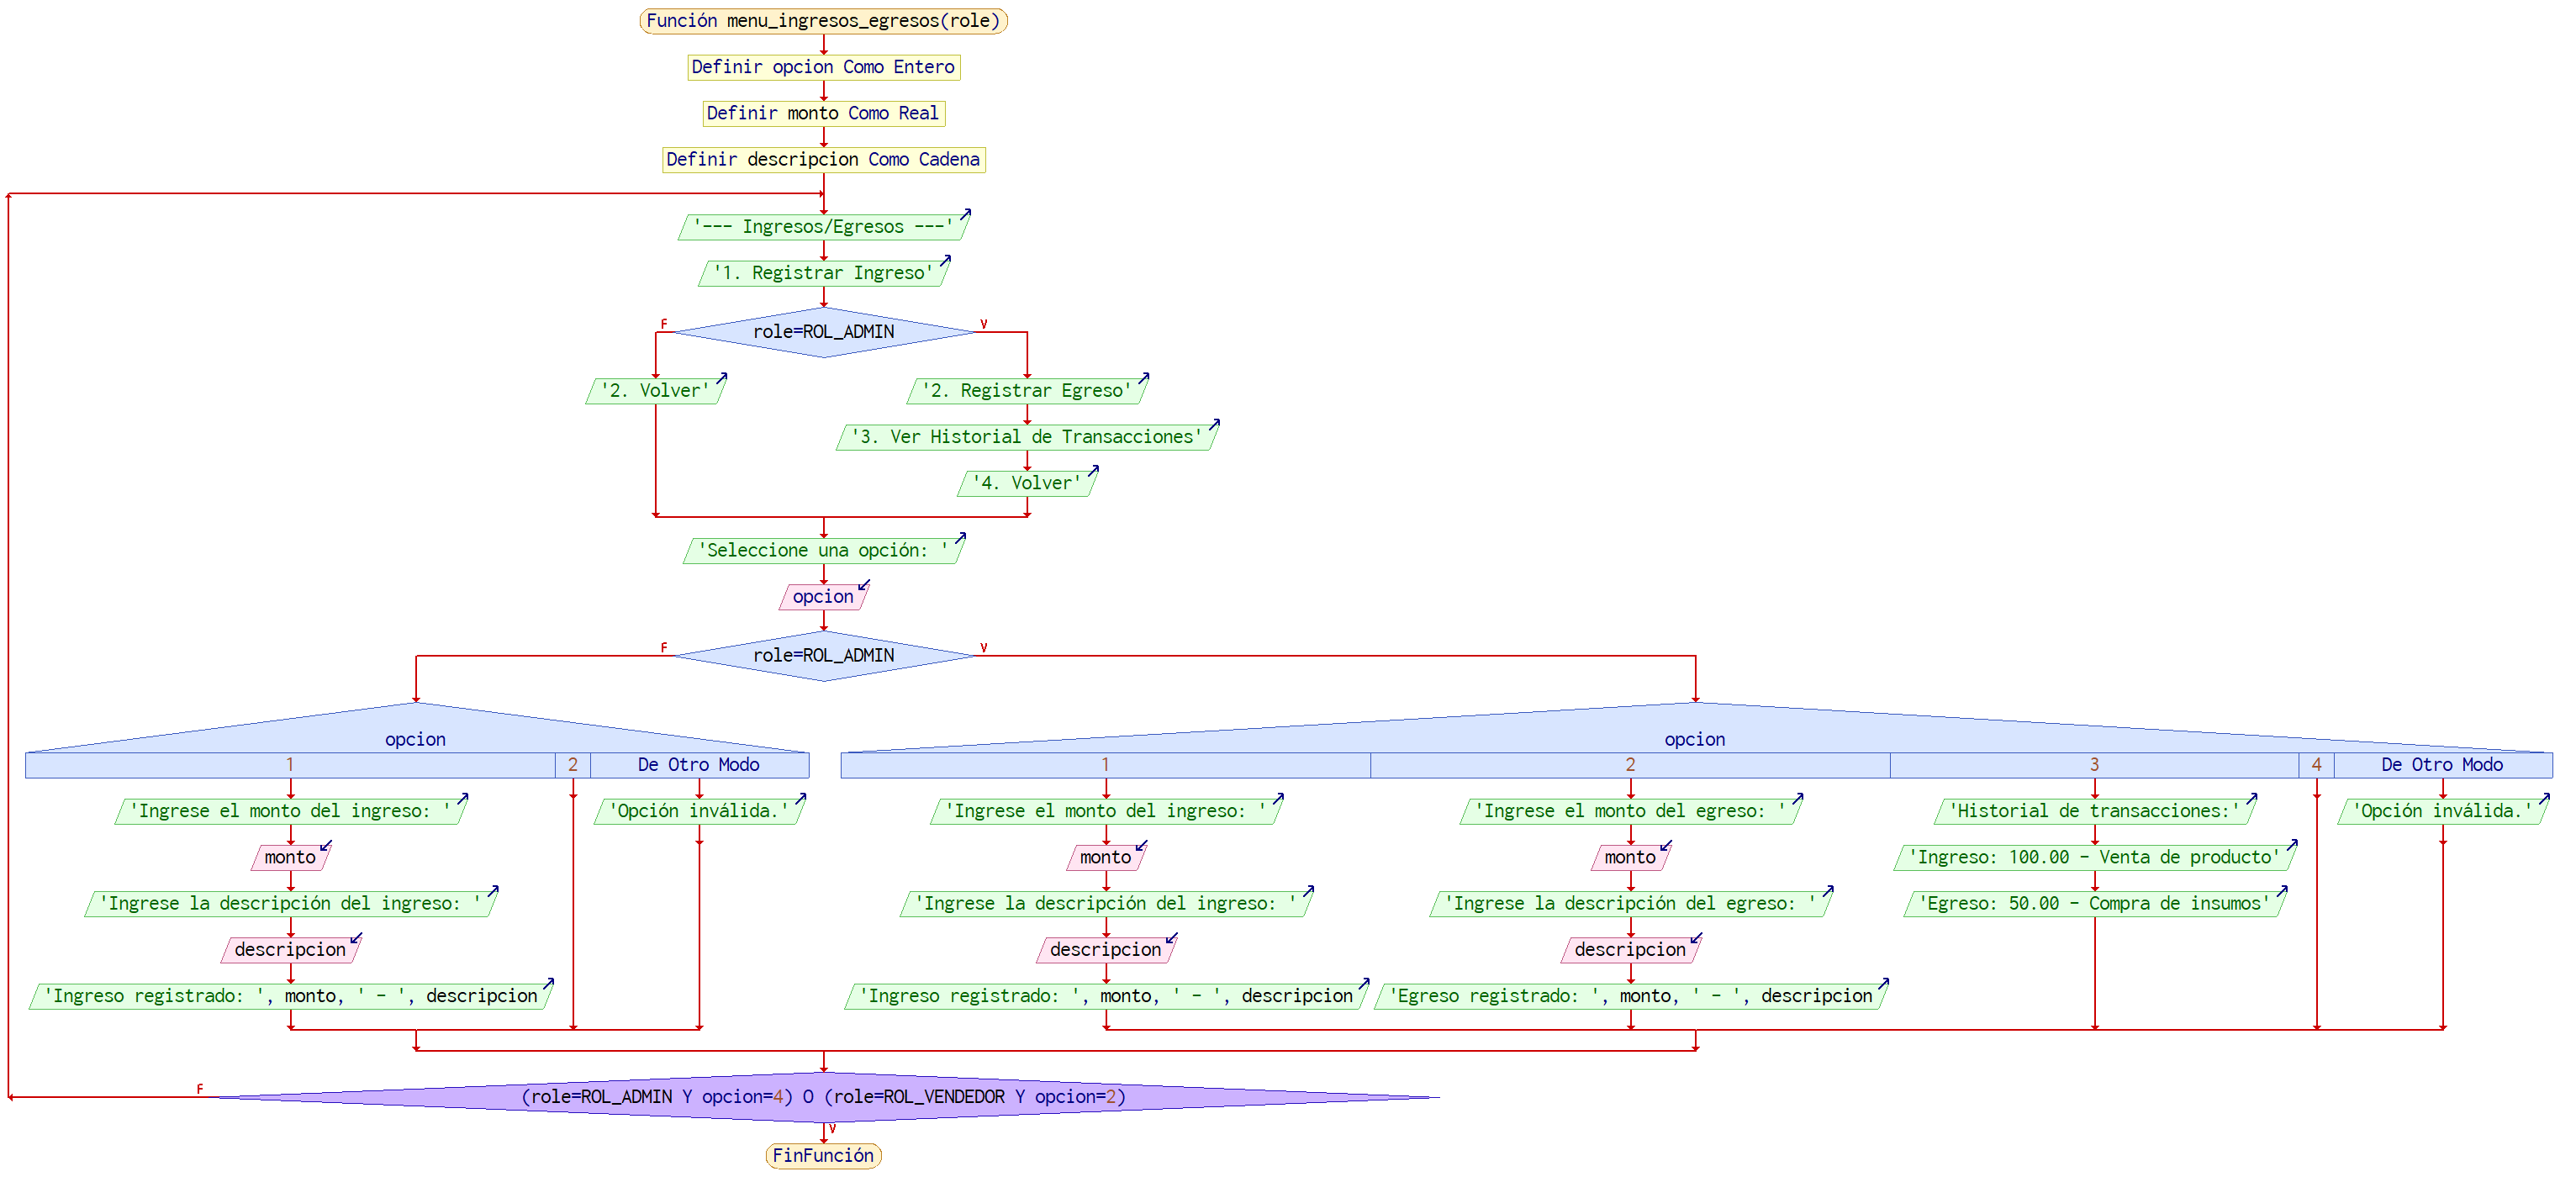 Función menu_ingresos_egresos(role)
Definir opcion Como Entero
Definir monto Como Real
Definir descripcion Como Cadena
'--- Ingresos/Egresos ---'
'1. Registrar Ingreso'
F
role=ROL_ADMIN
V
'2. Volver'
'2. Registrar Egreso'
'3. Ver Historial de Transacciones'
'4. Volver'
'Seleccione una opción: '
opcion
F
role=ROL_ADMIN
V
opcion
1
2
De Otro Modo
'Ingrese el monto del ingreso: '
monto
'Ingrese la descripción del ingreso: '
descripcion
'Ingreso registrado: ', monto, ' - ', descripcion
'Opción inválida.'
opcion
1
2
3
4
De Otro Modo
'Ingrese el monto del ingreso: '
monto
'Ingrese la descripción del ingreso: '
descripcion
'Ingreso registrado: ', monto, ' - ', descripcion
'Ingrese el monto del egreso: '
monto
'Ingrese la descripción del egreso: '
descripcion
'Egreso registrado: ', monto, ' - ', descripcion
'Historial de transacciones:'
'Ingreso: 100.00 - Venta de producto'
'Egreso: 50.00 - Compra de insumos'
'Opción inválida.'
F
(role=ROL_ADMIN Y opcion=4) O (role=ROL_VENDEDOR Y opcion=2)
V
FinFunción